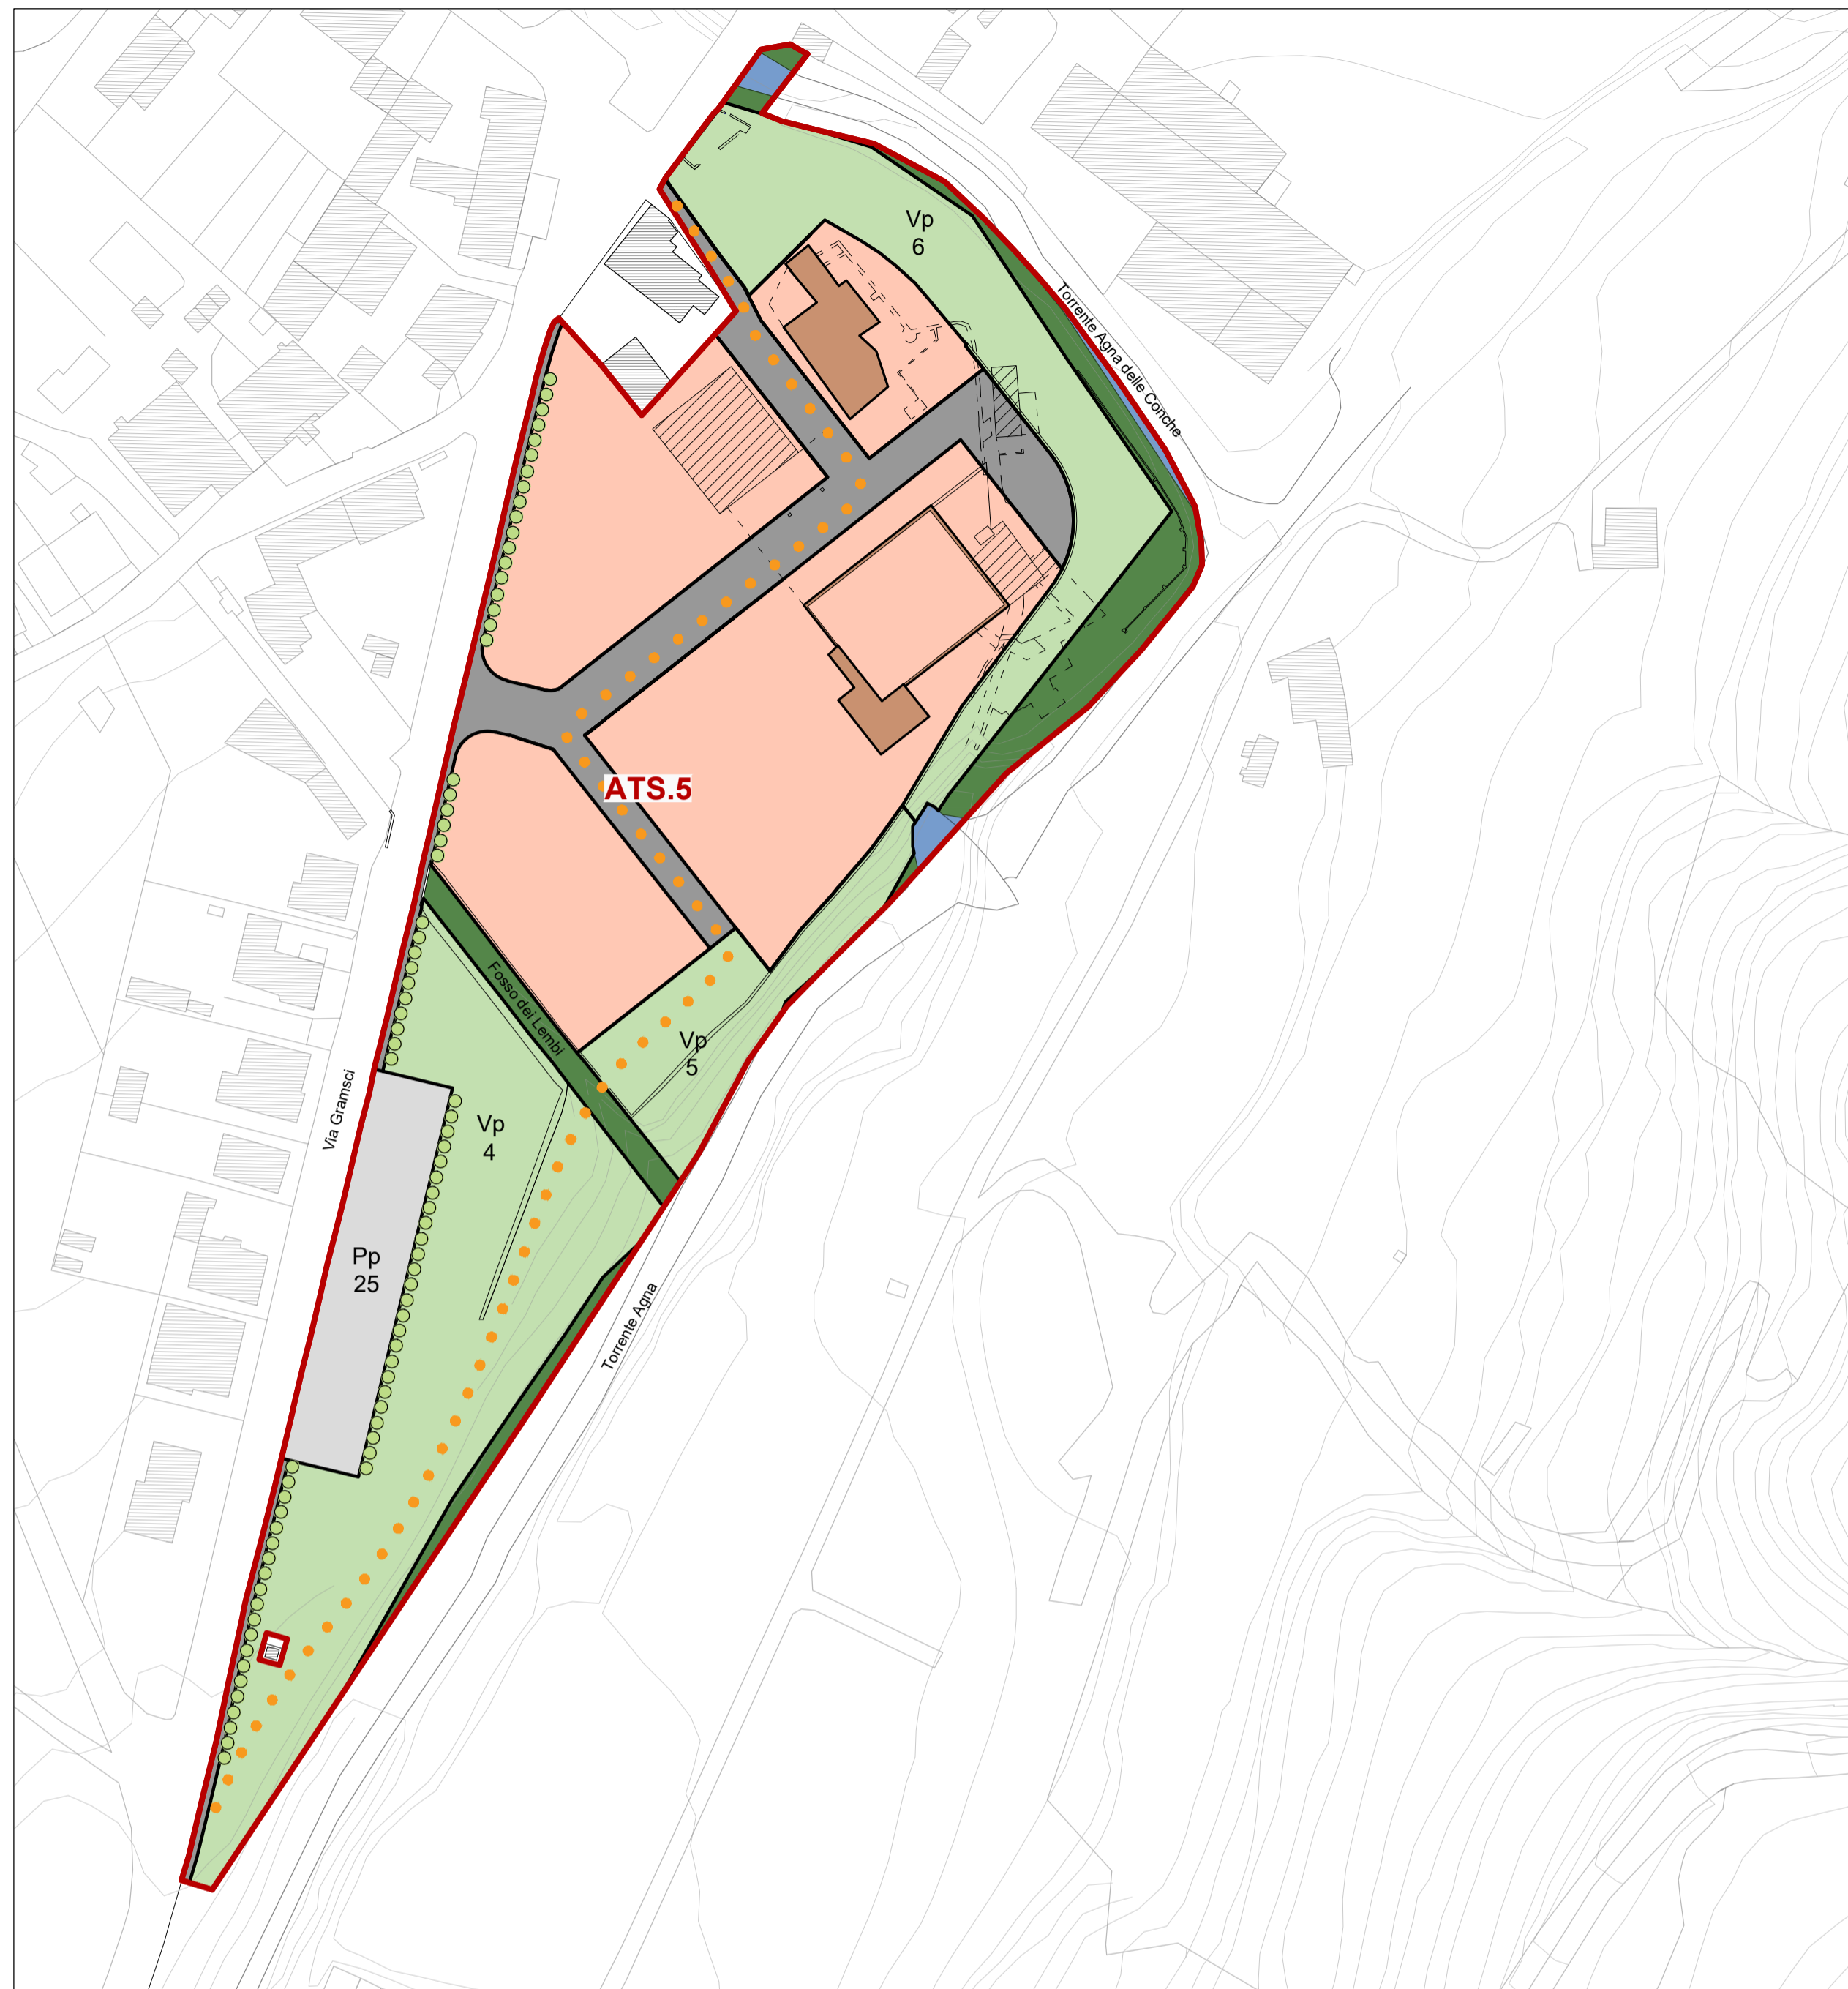 Vp
6
Torrente Agna delle Conche
ATS.5
Fosso dei Lembi
Vp
5
Via Gramsci
Vp
4
Pp
25
Torrente Agna